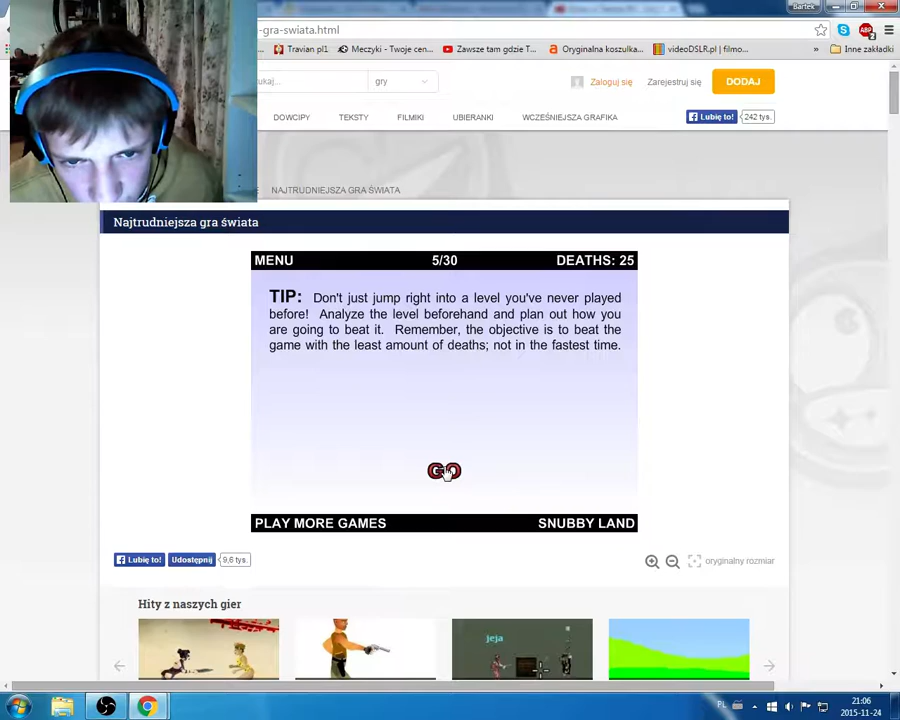 Bartek
-gra-swiata.html
Travian pl1
Meczyki - Twoje cen...
Zawsze tam gdzie T...
Oryginalna koszulka...
videoDSLR.pl | filmo...
»
Inne zakładki
ukaj...
gry
Zaloguj się
Zarejestruj się
DODAJ
DOWCIPY
TEKSTY
FILMIKI
UBIERANKI
WCZEŚNIEJSZA GRAFIKA
Lubię to!
242 tys.
NAJTRUDNIEJSZA GRA ŚWIATA
Najtrudniejsza gra świata
MENU
5/30
DEATHS: 25
TIP: Don't just jump right into a level you've never played
before! Analyze the level beforehand and plan out how you
are going to beat it. Remember, the objective is to beat the
game with the least amount of deaths; not in the fastest time.
GO
PLAY MORE GAMES
SNUBBY LAND
Lubię to!
Udostępnij
9,6 tys.
oryginalny rozmiar
Hity z naszych gier
jeja
PL
21:06
2015-11-24